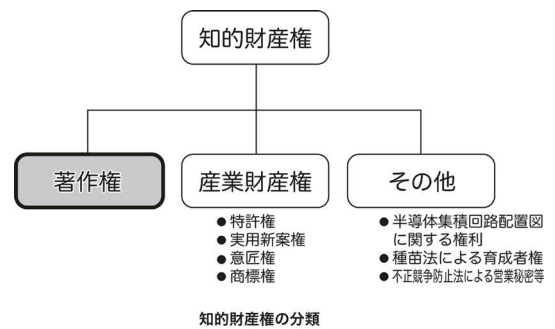 知的財産権
著作権
産業財産権
その他
● 特許権
● 実用新案権
● 意匠権
● 商標権
● 半導体集積回路配置図
に関する権利
● 種苗法による育成者権
● 不正競争防止法による営業秘密等
知的財産権の分類